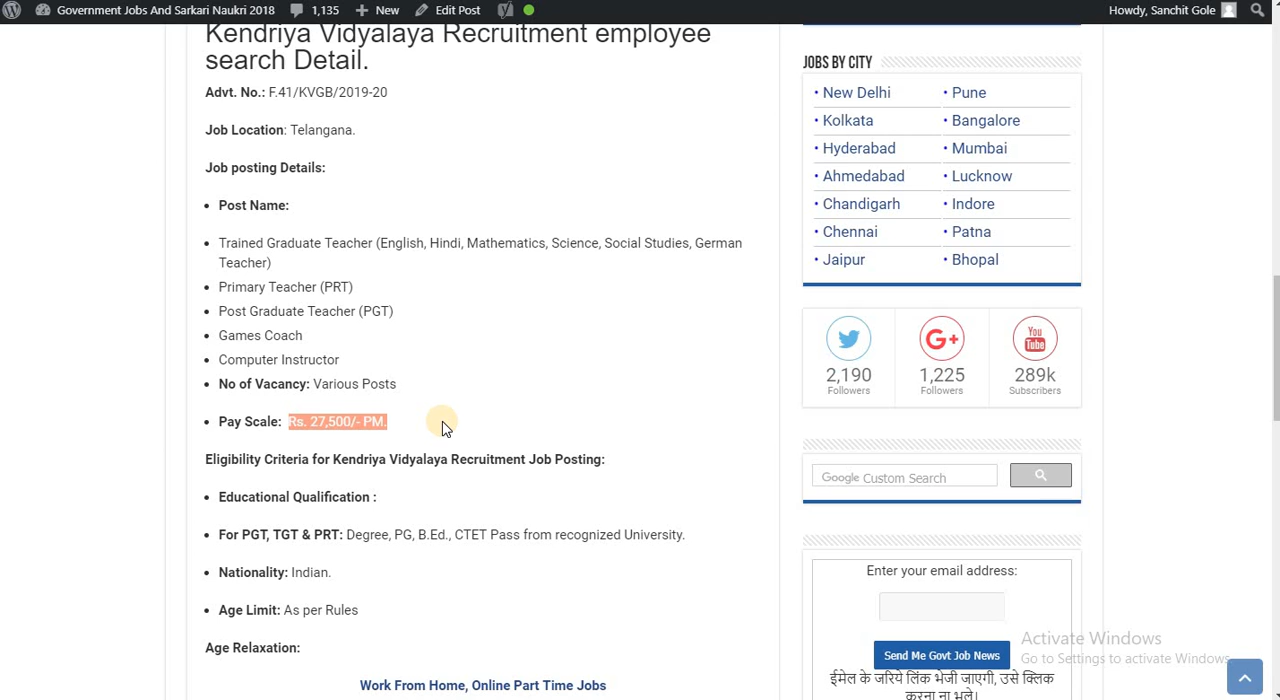 Government Jobs And Sarkari Naukri 2018 1,135 New Edit Post Howdy, Sanchit Gole
Kendriya Vidyalaya Recruitment employee
search Detail.
Advt. No.: F.41/KVGB/2019-20
Job Location: Telangana.
Job posting Details:
• Post Name:
• Trained Graduate Teacher (English, Hindi, Mathematics, Science, Social Studies, German
Teacher)
• Primary Teacher (PRT)
• Post Graduate Teacher (PGT)
• Games Coach
• Computer Instructor
• No of Vacancy: Various Posts
• Pay Scale: Rs. 27,500/- PM.
Eligibility Criteria for Kendriya Vidyalaya Recruitment Job Posting:
• Educational Qualification :
• For PGT, TGT & PRT: Degree, PG, B.Ed., CTET Pass from recognized University.
• Nationality: Indian.
• Age Limit: As per Rules
Age Relaxation:
Work From Home, Online Part Time Jobs
JOBS BY CITY
• New Delhi • Pune
• Kolkata • Bangalore
• Hyderabad • Mumbai
• Ahmedabad • Lucknow
• Chandigarh • Indore
• Chennai • Patna
• Jaipur • Bhopal
G+ You Tube
2,190 1,225 289k
Followers Followers Subscribers
Google Custom Search
Enter your email address:
Send Me Govt Job News
ईमेल के जरिये लिंक भेजी जाएगी, उसे क्लिक
करना ना भूले।
Activate Windows
Go to Settings to activate Windows.